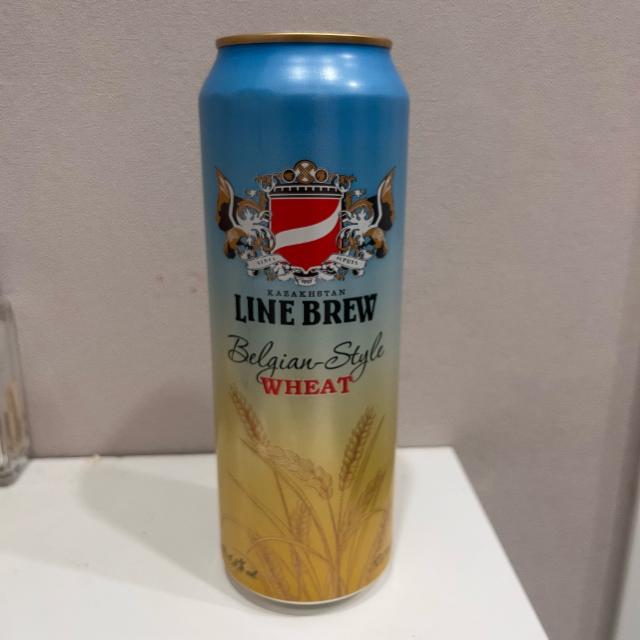 KAZAKHSTAN
LINE BREW
Belgian-Style
WHEAT